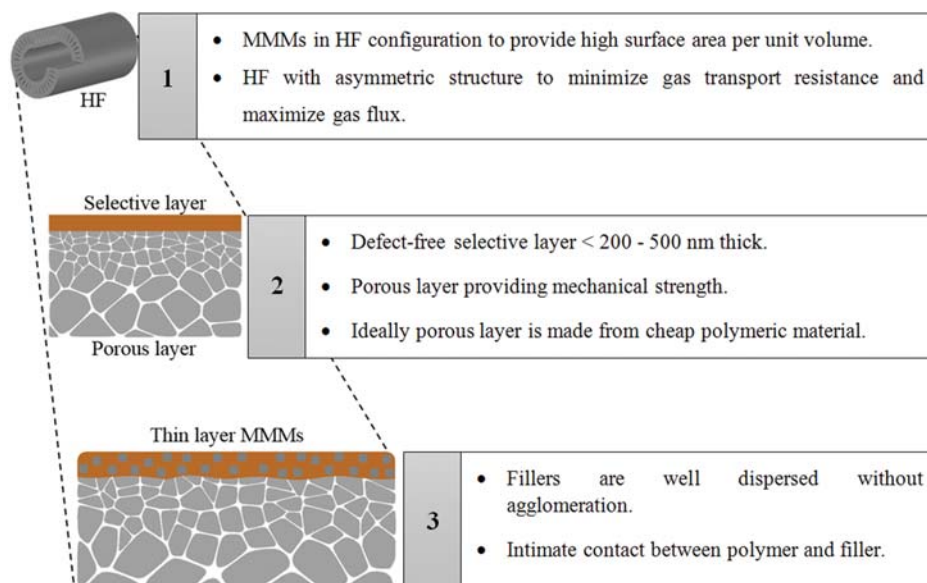 HF
1
• MMMs in HF configuration to provide high surface area per unit volume.
• HF with asymmetric structure to minimize gas transport resistance and
maximize gas flux.
Selective layer
Porous layer
2
• Defect-free selective layer < 200 - 500 nm thick.
• Porous layer providing mechanical strength.
• Ideally porous layer is made from cheap polymeric material.
Thin layer MMMs
3
• Fillers are well dispersed without
agglomeration.
• Intimate contact between polymer and filler.